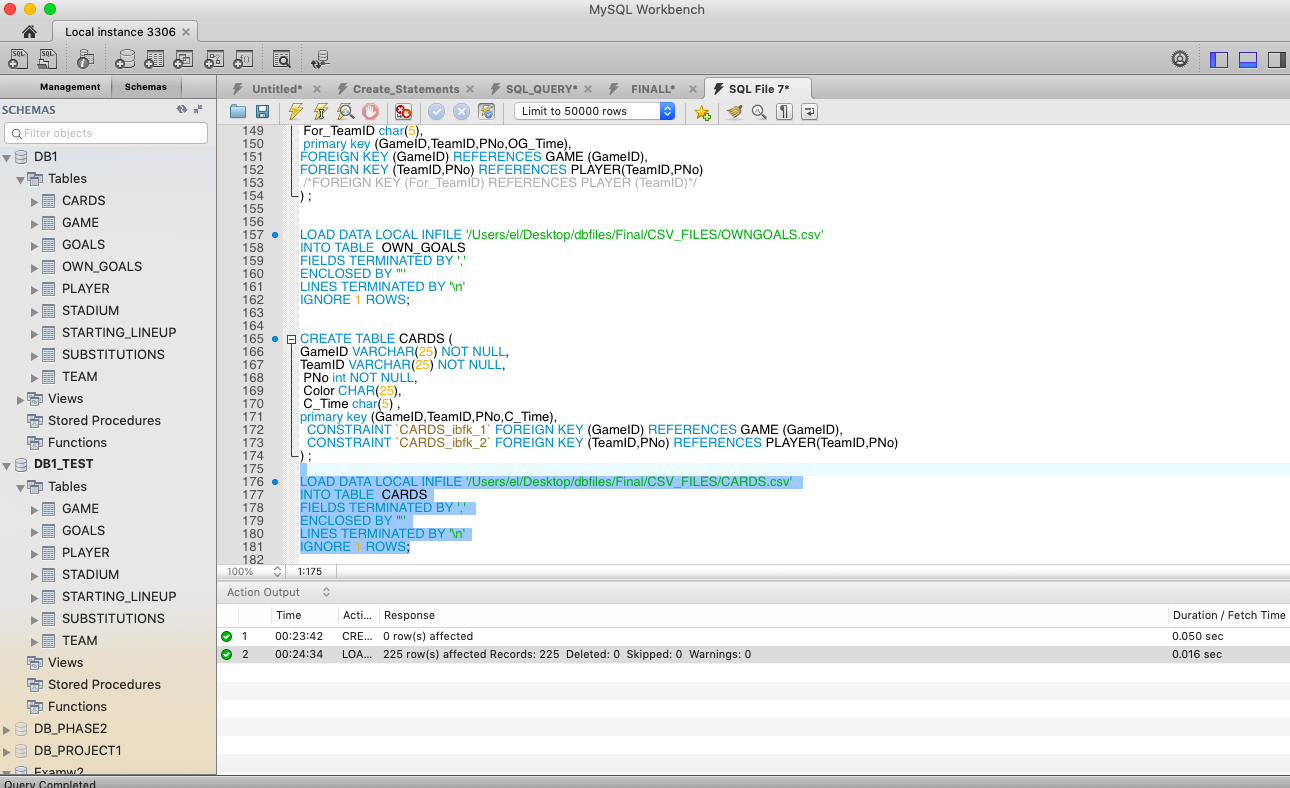 MySQL Workbench
Local instance 3306
Management Schemas
SCHEMAS
Filter objects
DB1
Tables
CARDS
GAME
GOALS
OWN_GOALS
PLAYER
STADIUM
STARTING_LINEUP
SUBSTITUTIONS
TEAM
Views
Stored Procedures
Functions
DB1_TEST
Tables
GAME
GOALS
PLAYER
STADIUM
STARTING_LINEUP
SUBSTITUTIONS
TEAM
Views
Stored Procedures
Functions
DB_PHASE2
DB_PROJECT1
Examw2
Untitled* Create_Statements SQL_QUERY* FINALL* SQL File 7*
Limit to 50000 rows
149 For_TeamID char(5),
150 primary key (GameID,TeamID,PNo,OG_Time),
151 FOREIGN KEY (GameID) REFERENCES GAME (GameID),
152 FOREIGN KEY (TeamID,PNo) REFERENCES PLAYER(TeamID,PNo)
153 /*FOREIGN KEY (For_TeamID) REFERENCES PLAYER (TeamID)*/
154 ) ;
155
156
157 LOAD DATA LOCAL INFILE '/Users/el/Desktop/dbfiles/Final/CSV_FILES/OWNGOALS.csv'
158 INTO TABLE OWN_GOALS
159 FIELDS TERMINATED BY ','
160 ENCLOSED BY '"'
161 LINES TERMINATED BY '\n'
162 IGNORE 1 ROWS;
163
164
165 CREATE TABLE CARDS (
166 GameID VARCHAR(25) NOT NULL,
167 TeamID VARCHAR(25) NOT NULL,
168 PNo int NOT NULL,
169 Color CHAR(25),
170 C_Time char(5) ,
171 primary key (GameID,TeamID,PNo,C_Time),
172 CONSTRAINT `CARDS_ibfk_1` FOREIGN KEY (GameID) REFERENCES GAME (GameID),
173 CONSTRAINT `CARDS_ibfk_2` FOREIGN KEY (TeamID,PNo) REFERENCES PLAYER(TeamID,PNo)
174 ) ;
175
176 LOAD DATA LOCAL INFILE '/Users/el/Desktop/dbfiles/Final/CSV_FILES/CARDS.csv'
177 INTO TABLE CARDS
178 FIELDS TERMINATED BY ','
179 ENCLOSED BY '"'
180 LINES TERMINATED BY '\n'
181 IGNORE 1 ROWS;
182
100% 1:175
Action Output
Time Acti... Response Duration / Fetch Time
1 00:23:42 CRE... 0 row(s) affected 0.050 sec
2 00:24:34 LOA... 225 row(s) affected Records: 225 Deleted: 0 Skipped: 0 Warnings: 0 0.016 sec
Query Completed